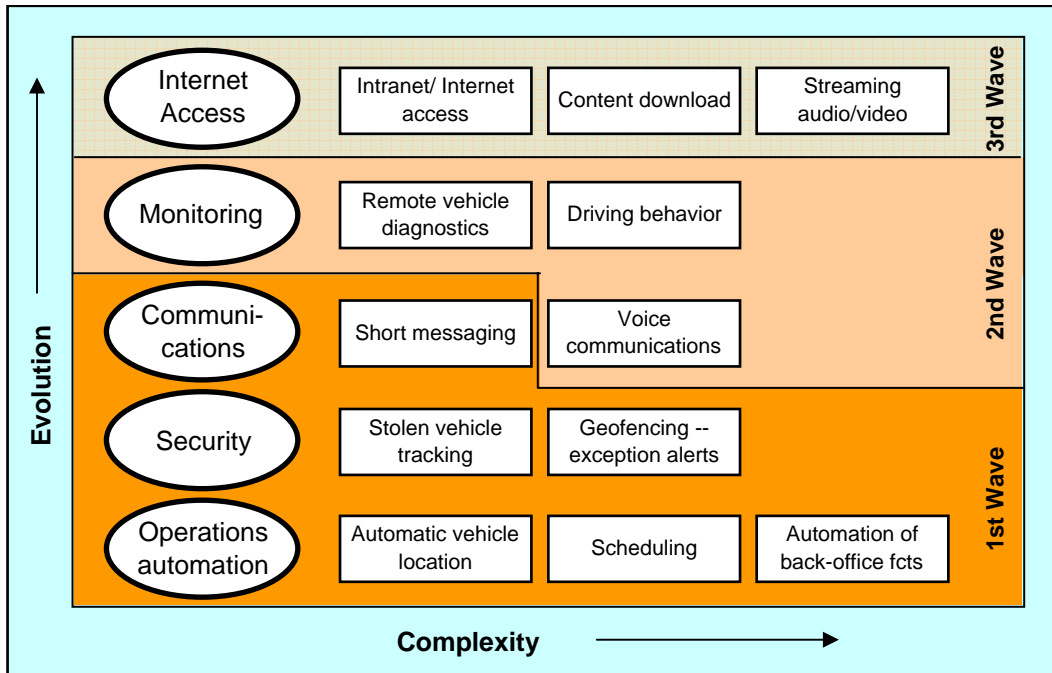 Internet
Access
Intranet/ Internet
access
Content download
Streaming
audio/video
3rd Wave
Monitoring
Remote vehicle
diagnostics
Driving behavior
2nd Wave
Communi-
cations
Short messaging
Voice
communications
Security
Stolen vehicle
tracking
Geofencing --
exception alerts
1st Wave
Operations
automation
Automatic vehicle
location
Scheduling
Automation of
back-office fcts
Evolution
Complexity